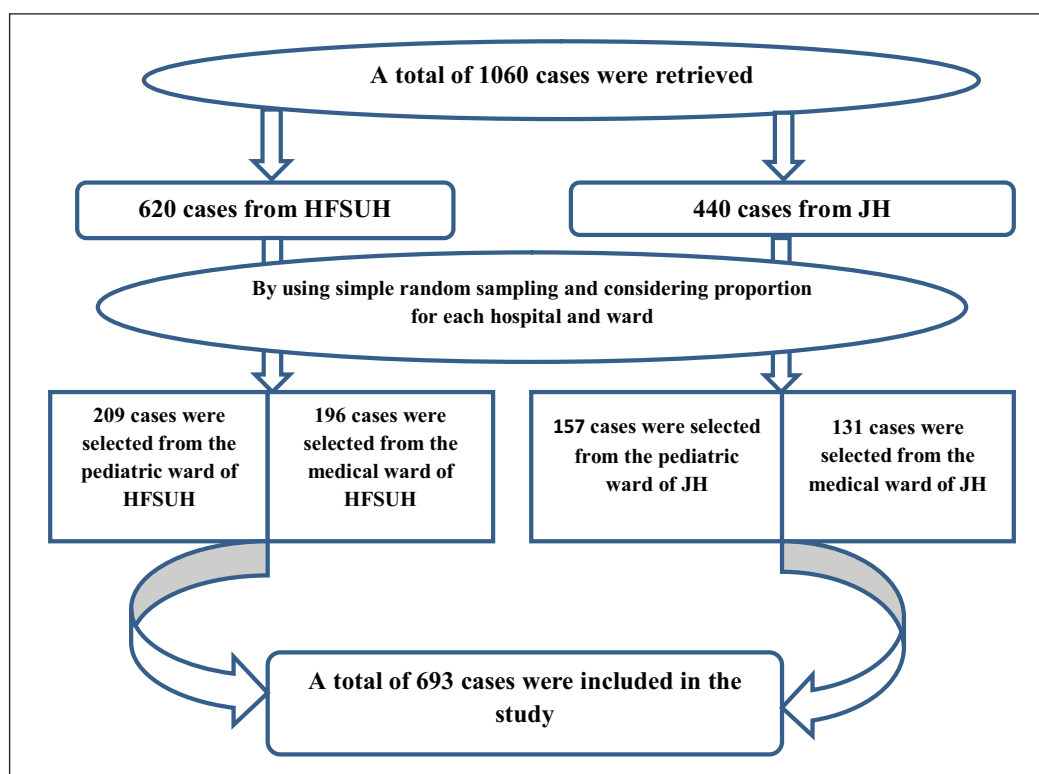 A total of 1060 cases were retrieved
620 cases from HFSUH
440 cases from JH
By using simple random sampling and considering proportion
for each hospital and ward
209 cases were
selected from the
pediatric ward of
HFSUH
196 cases were
selected from the
medical ward of
HFSUH
157 cases were selected
from the pediatric
ward of JH
131 cases were
selected from the
medical ward of JH
A total of 693 cases were included in the
study